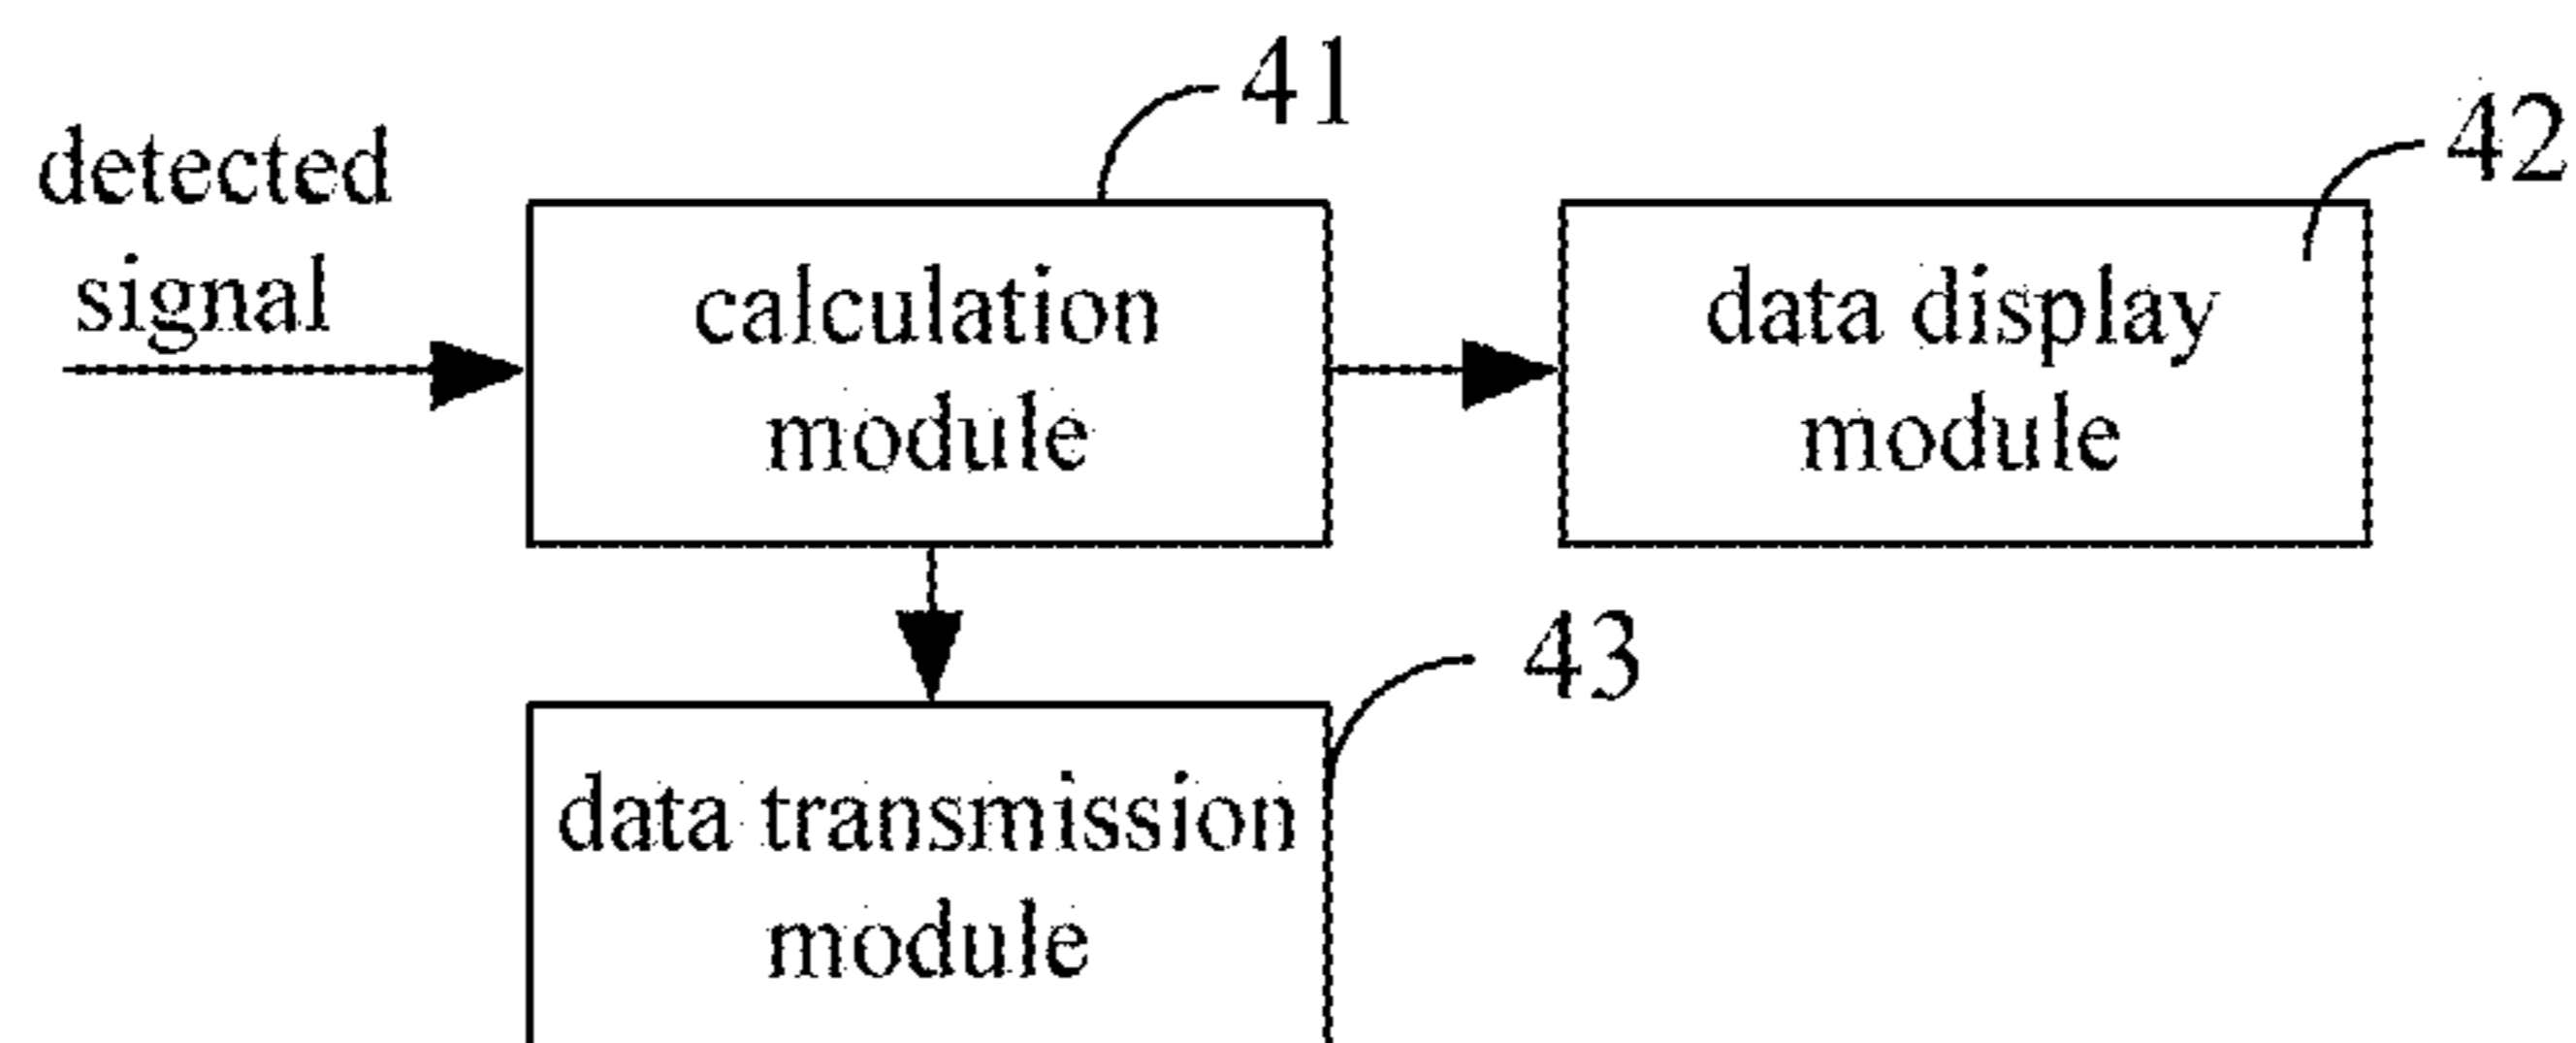 41
42
detected
signal
calculation
module
data display
module
43
data transmission
module